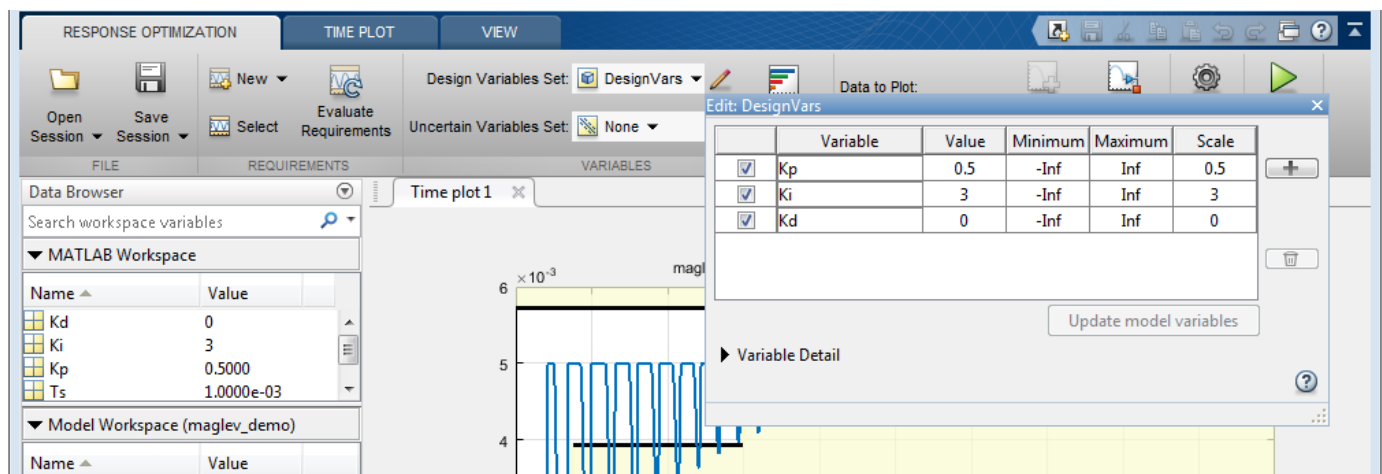 RESPONSE OPTIMIZATION TIME PLOT VIEW
New Design Variables Set: DesignVars Data to Plot:
Open Session Save Session Select Evaluate Requirements Uncertain Variables Set: None
FILE REQUIREMENTS VARIABLES
Edit: DesignVars
Variable Value Minimum Maximum Scale
Kp 0.5 -Inf Inf 0.5
Ki 3 -Inf Inf 3
Kd 0 -Inf Inf 0
Update model variables
Variable Detail
Data Browser
Search workspace variables
MATLAB Workspace
Name Value
Kd 0
Ki 3
Kp 0.5000
Ts 1.0000e-03
Model Workspace (maglev_demo)
Name Value
Time plot 1
×10-3 magl
6
5
4